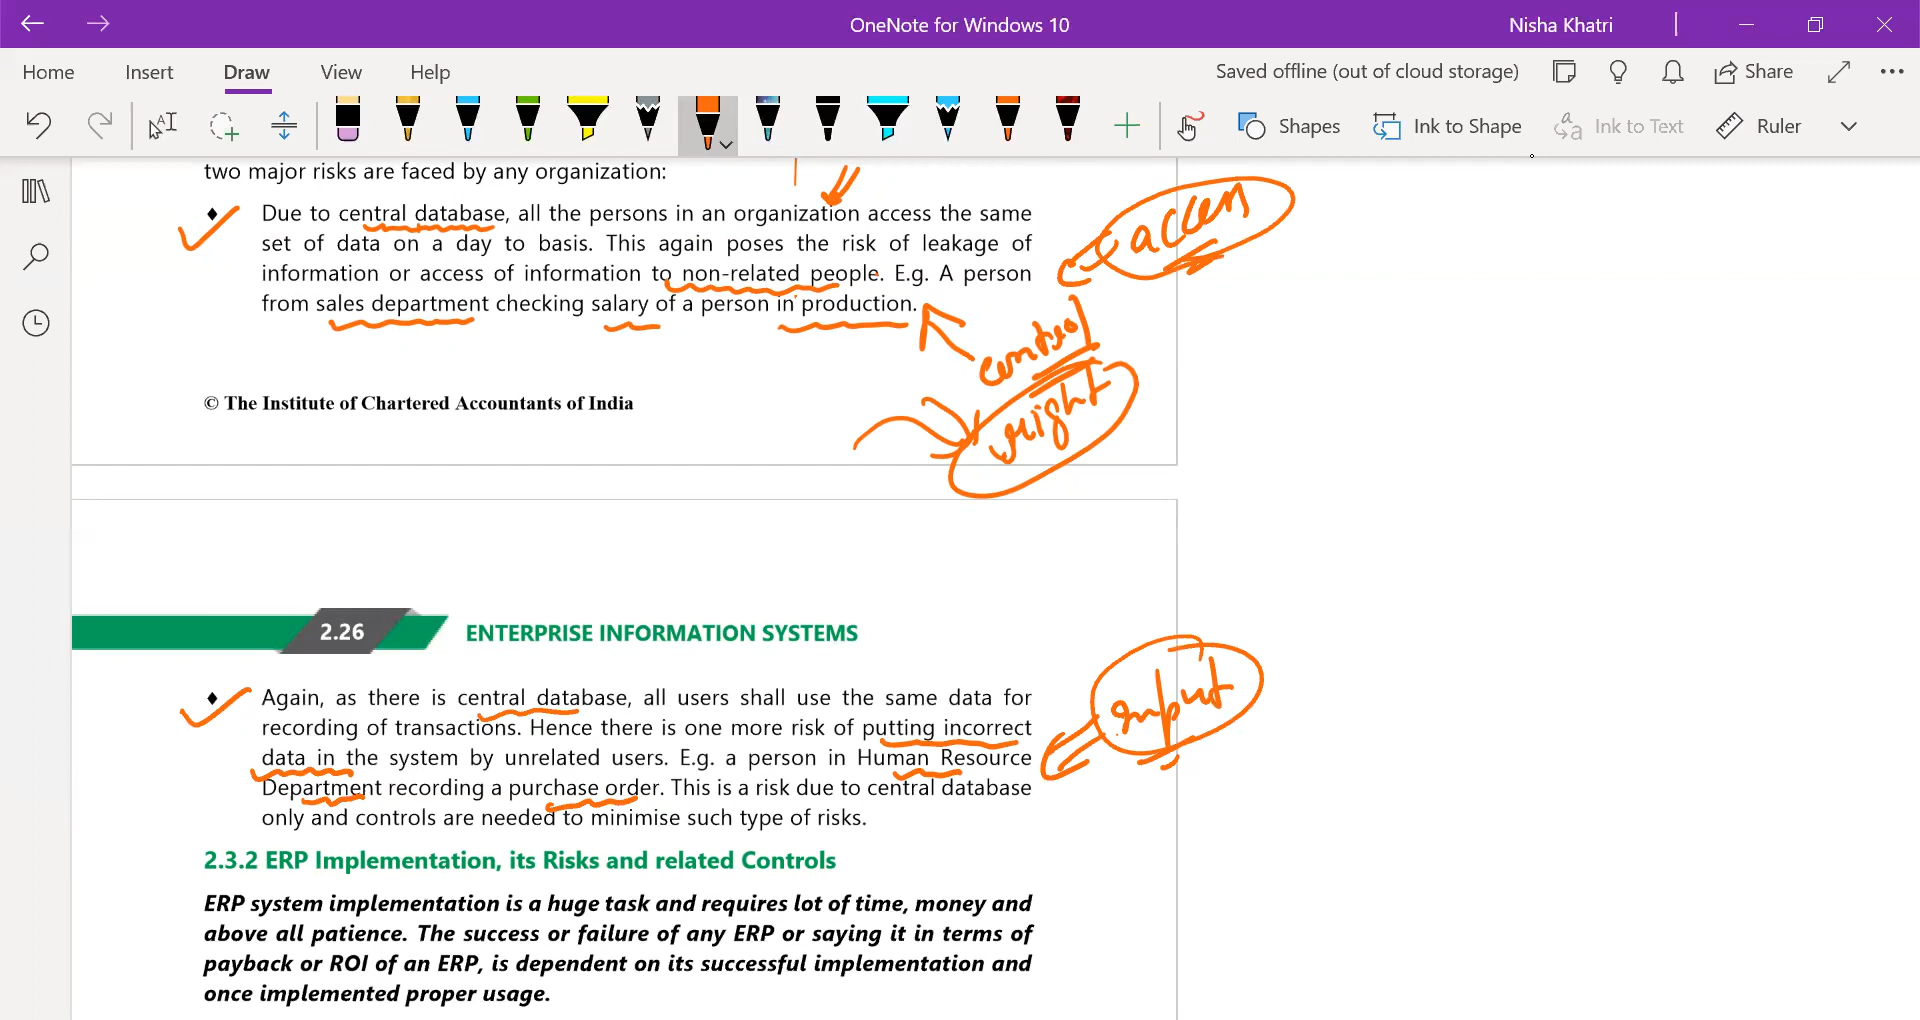 OneNote for Windows 10
Nisha Khatri
Home Insert Draw View Help
Saved offline (out of cloud storage) Share
Shapes Ink to Shape Ink to Text Ruler
two major risks are faced by any organization:
♦ Due to central database, all the persons in an organization access the same
set of data on a day to basis. This again poses the risk of leakage of
information or access of information to non-related people. E.g. A person
from sales department checking salary of a person in production.
access
control
right
© The Institute of Chartered Accountants of India
2.26 ENTERPRISE INFORMATION SYSTEMS
♦ Again, as there is central database, all users shall use the same data for
recording of transactions. Hence there is one more risk of putting incorrect
data in the system by unrelated users. E.g. a person in Human Resource
Department recording a purchase order. This is a risk due to central database
only and controls are needed to minimise such type of risks.
input
2.3.2 ERP Implementation, its Risks and related Controls
ERP system implementation is a huge task and requires lot of time, money and
above all patience. The success or failure of any ERP or saying it in terms of
payback or ROI of an ERP, is dependent on its successful implementation and
once implemented proper usage.